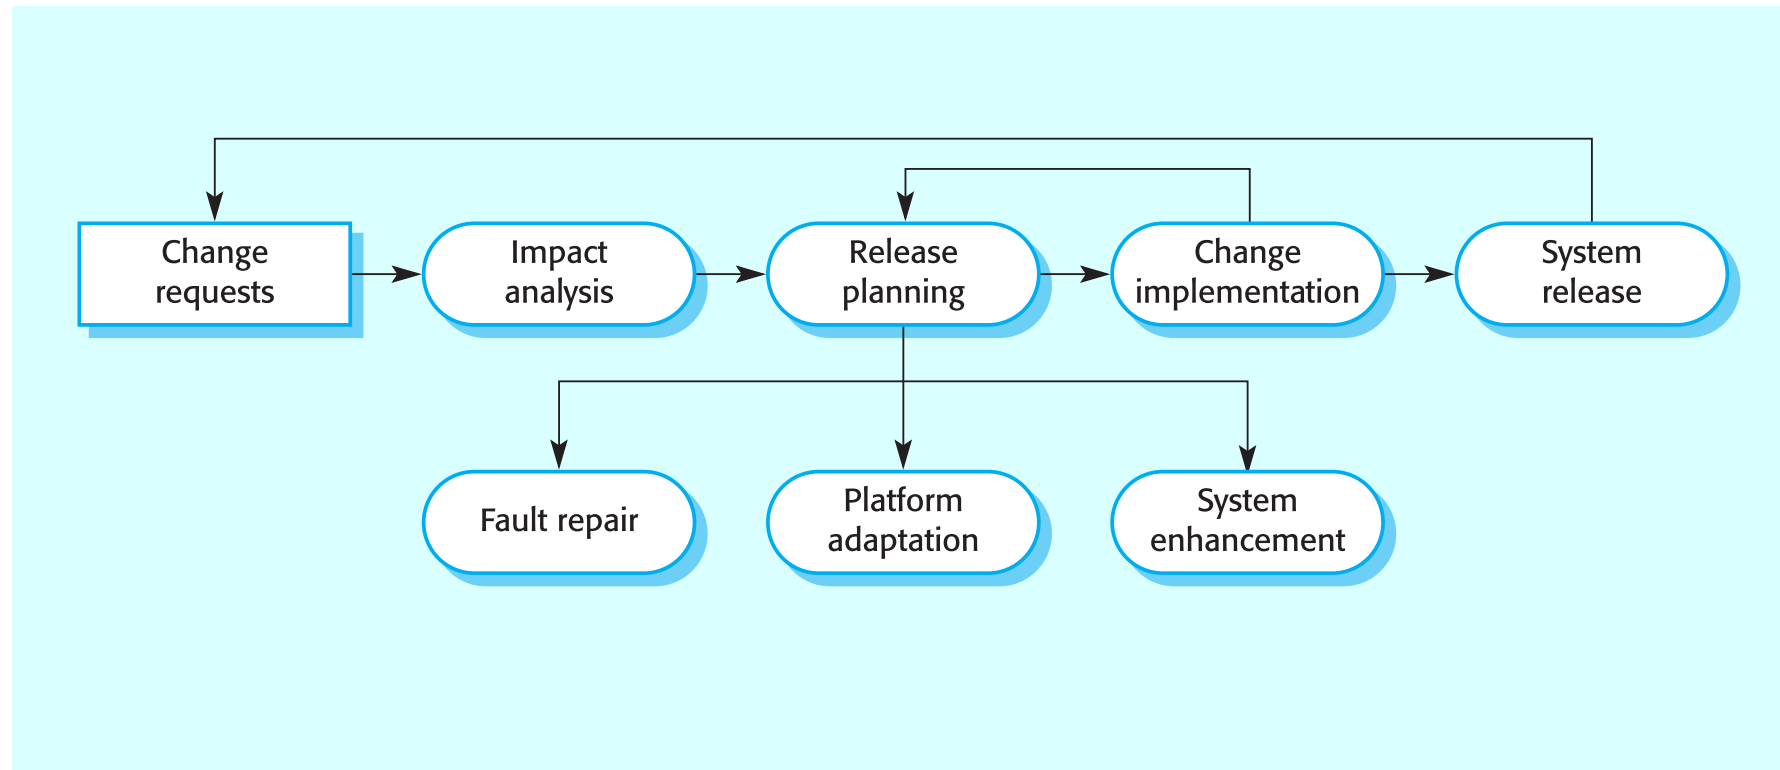 Change
requests
Impact
analysis
Release
planning
Change
implementation
System
release
Fault repair
Platform
adaptation
System
enhancement